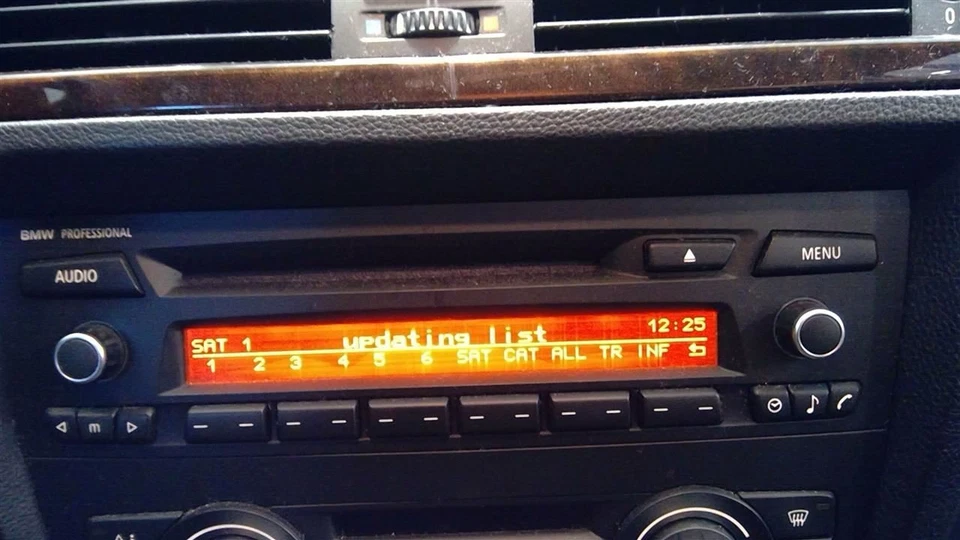 0
BMW PROFESSIONAL
AUDIO
MENU
SAT 1 updating list 12:25
1 2 3 4 5 6 SAT CAT ALL TR INF
m